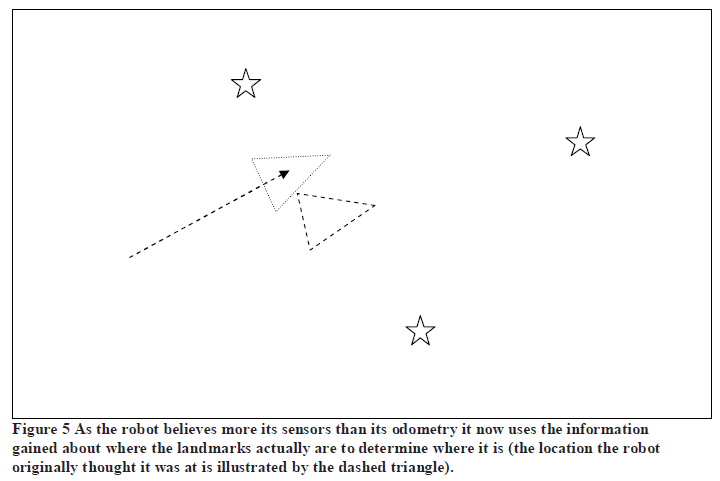 Figure 5 As the robot believes more its sensors than its odometry it now uses the information
gained about where the landmarks actually are to determine where it is (the location the robot
originally thought it was at is illustrated by the dashed triangle).